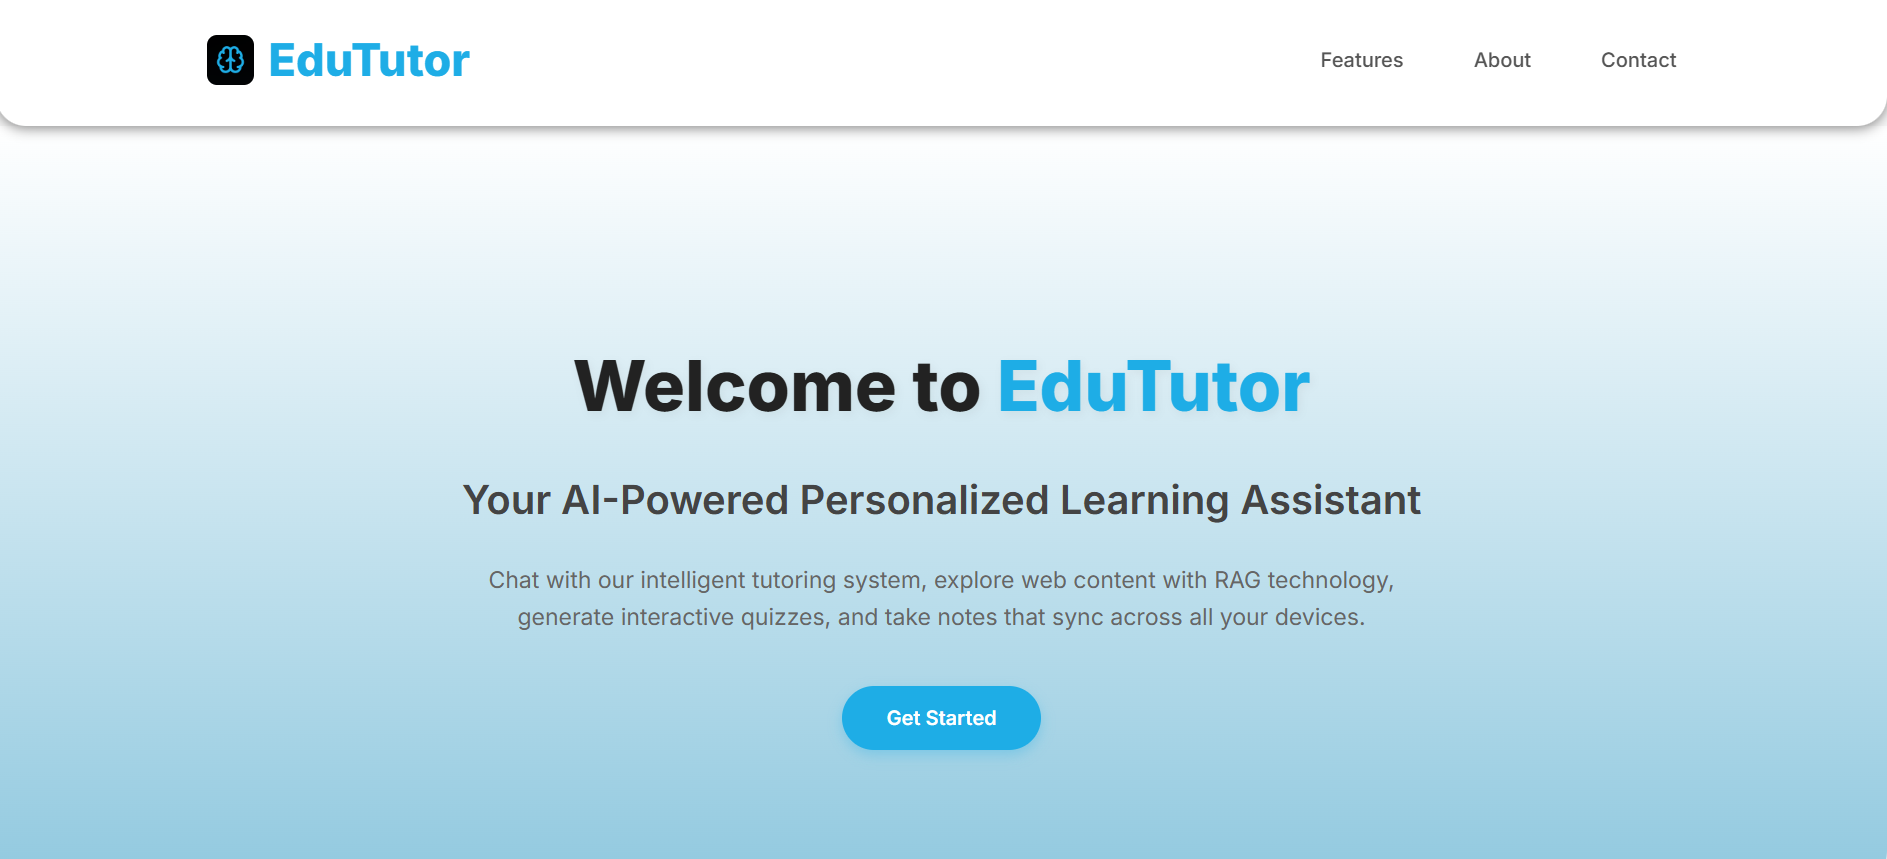 EduTutor
Features
About
Contact
Welcome to EduTutor
Your AI-Powered Personalized Learning Assistant
Chat with our intelligent tutoring system, explore web content with RAG technology,
generate interactive quizzes, and take notes that sync across all your devices.
Get Started